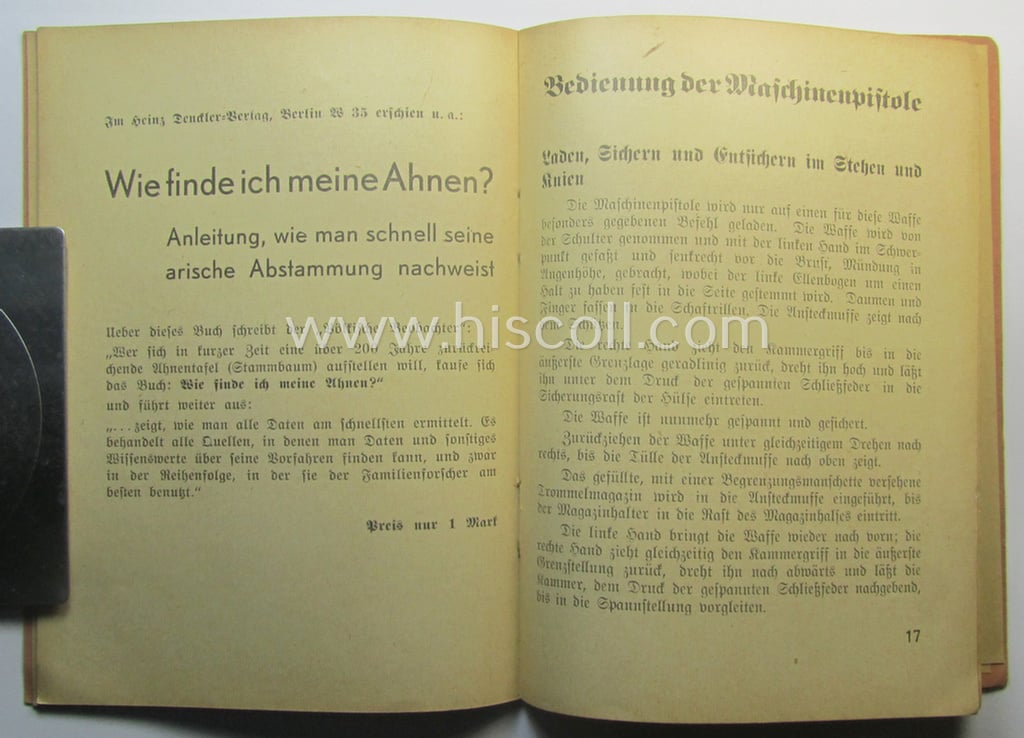 Im Heinz Denckler-Verlag, Berlin W 35 erschien u. a.:
Wie finde ich meine Ahnen?
Anleitung, wie man schnell seine
arische Abstammung nachweist
Ueber dieses Buch schreibt der „Völkische Beobachter“:
„Wer sich in kurzer Zeit eine über 200 Jahre zurückrei-
chende Ahnentafel (Stammbaum) aufstellen will, kaufe sich
das Buch: Wie finde ich meine Ahnen?“
und führt weiter aus:
„... zeigt, wie man alle Daten am schnellsten ermittelt. Es
behandelt alle Quellen, in denen man Daten und sonstiges
Wissenswerte über seine Vorfahren finden kann, und zwar
in der Reihenfolge, in der sie der Familienforscher am
besten benutzt.“
Preis nur 1 Mark
Bedienung der Maschinenpistole
Laden, Sichern und Entsichern im Stehen und
Knien
Die Maschinenpistole wird nur auf einen für diese Waffe
besonders gegebenen Befehl geladen. Die Waffe wird von
der Schulter genommen und mit der linken Hand im Schwer-
punkt gefaßt und senkrecht vor die Brust, Mündung in
Augenhöhe, gebracht, wobei der linke Ellenbogen um einen
Halt zu haben fest in die Seite gestemmt wird. Daumen und
Finger fassen in die Schaftrillen. Die Ansteckmuffe zeigt nach
dem Schützen.
Die rechte Hand zieht den Kammergriff bis in die
äußerste Grenzlage geradlinig zurück, dreht ihn hoch und läßt
ihn unter dem Druck der gespannten Schließfeder in die
Sicherungsrast der Hülse eintreten.
Die Waffe ist nunmehr gespannt und gesichert.
Zurückziehen der Waffe unter gleichzeitigem Drehen nach
rechts, bis die Tülle der Ansteckmuffe nach oben zeigt.
Das gefüllte, mit einer Begrenzungsmanschette versehene
Trommelmagazin wird in die Ansteckmuffe eingeführt, bis
der Magazinhalter in die Rast des Magazinhalses eintritt.
Die linke Hand bringt die Waffe wieder nach vorn; die
rechte Hand zieht gleichzeitig den Kammergriff in die äußerste
Grenzstellung zurück, dreht ihn nach abwärts und läßt die
Kammer, dem Druck der gespannten Schließfeder nachgebend,
bis in die Spannstellung vorgleiten.
17
www.hiscoll.com